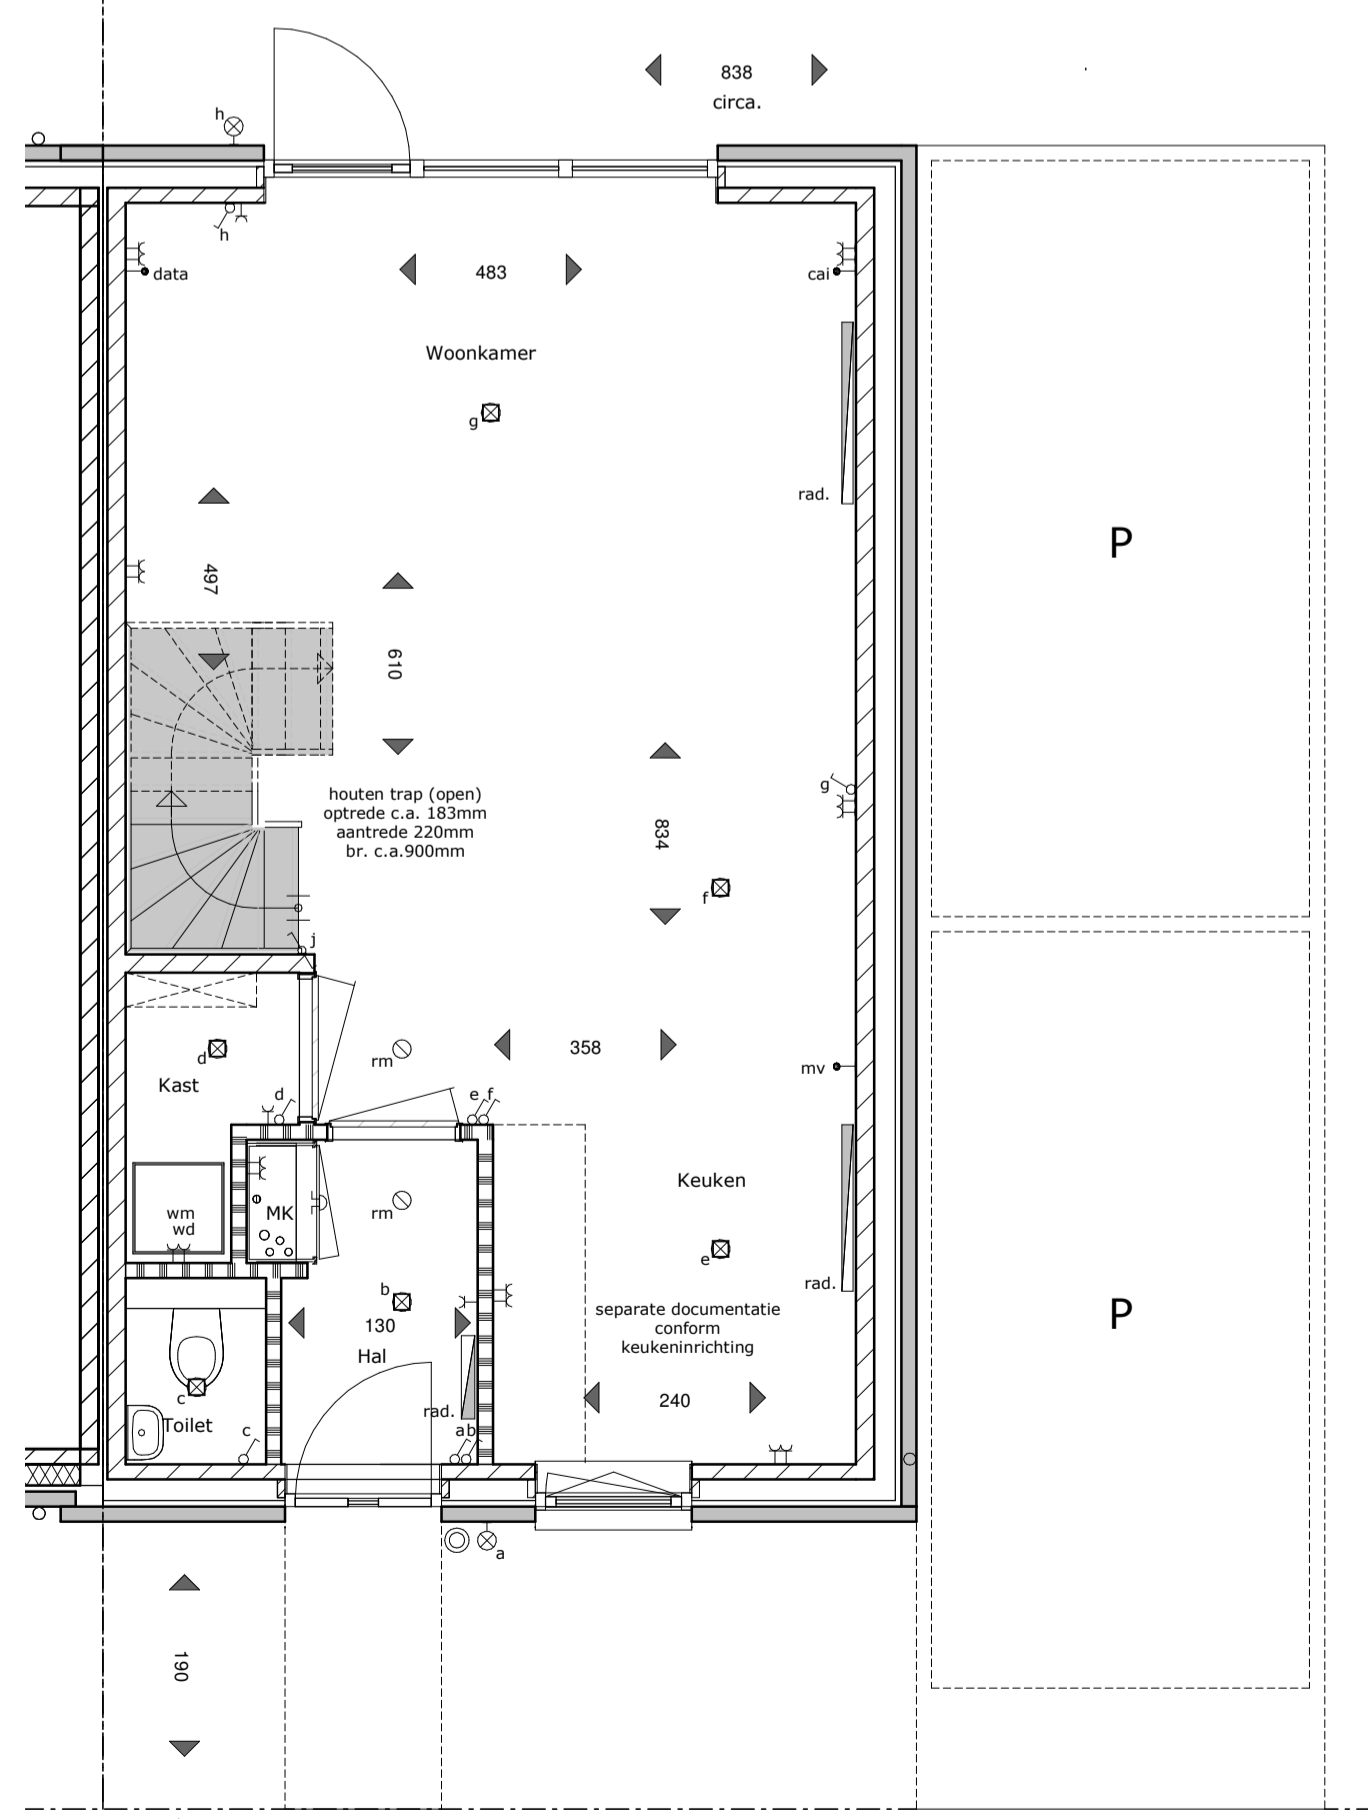 838
circa.
h
h
data
483
cai
Woonkamer
g
rad.
P
497
610
houten trap (open)
optrede c.a. 183mm
aantrede 220mm
br. c.a.900mm
g
834
f
j
d
rm
358
mv
Kast
d
e f
Keuken
wm
wd
MK
rm
e
rad.
b
separate documentatie
conform
keukeninrichting
P
130
Hal
c
240
rad.
Toilet
c
ab
a
190